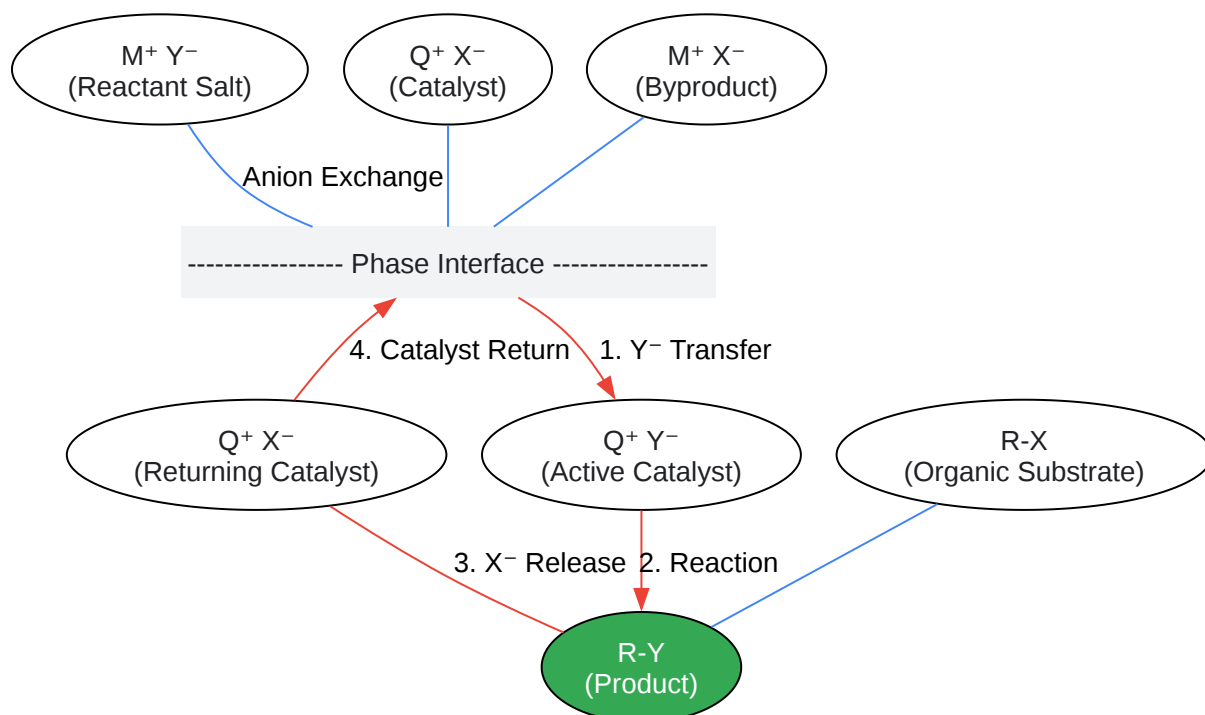 M⁺ Y⁻
(Reactant Salt)
Q⁺ X⁻
(Catalyst)
M⁺ X⁻
(Byproduct)
Anion Exchange
---------------- Phase Interface ----------------
4. Catalyst Return
1. Y⁻ Transfer
Q⁺ X⁻
(Returning Catalyst)
Q⁺ Y⁻
(Active Catalyst)
R-X
(Organic Substrate)
3. X⁻ Release
2. Reaction
R-Y
(Product)